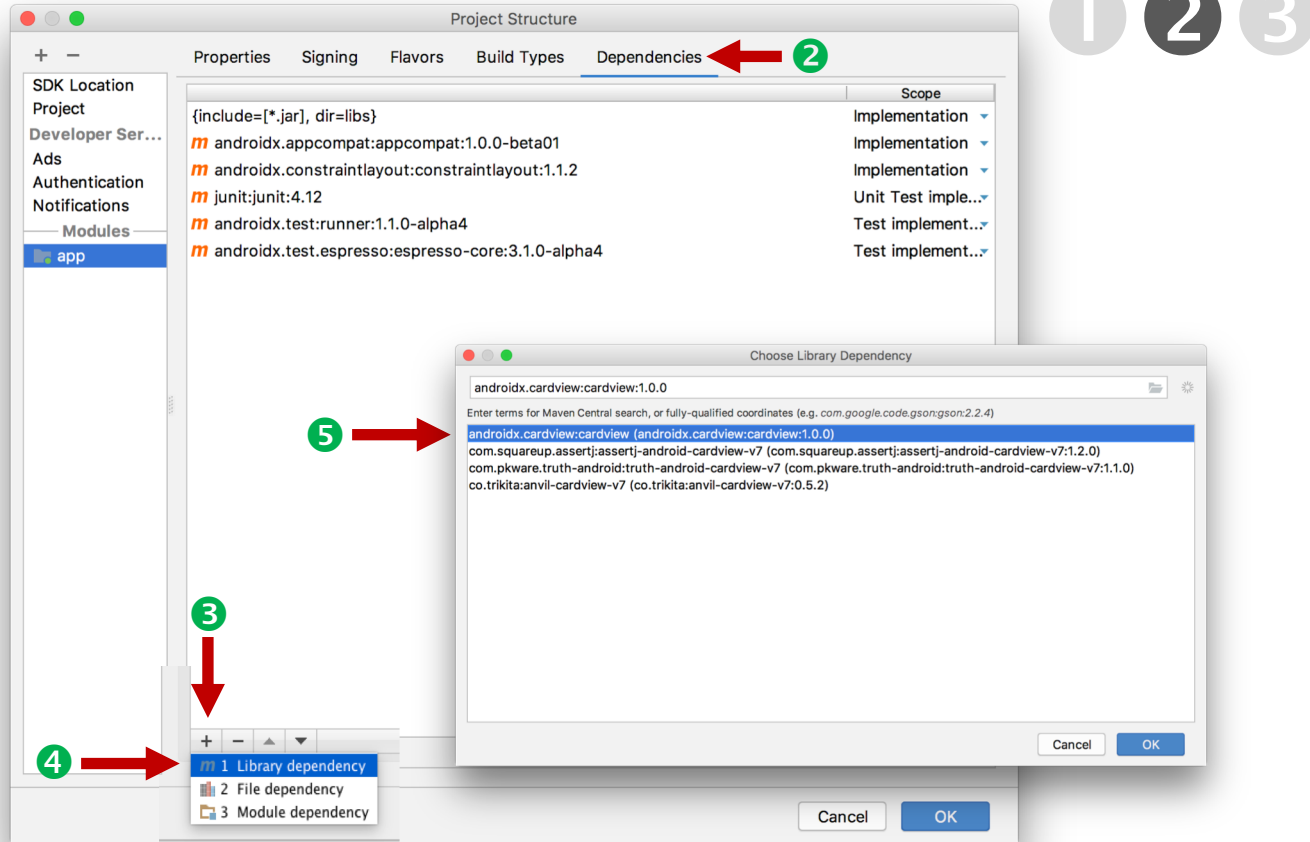 Project Structure
1 2 3
+ −
Properties Signing Flavors Build Types Dependencies 2
SDK Location
Project
Developer Ser...
Ads
Authentication
Notifications
Modules
app
Scope
{include=[*.jar], dir=libs} Implementation
m androidx.appcompat:appcompat:1.0.0-beta01 Implementation
m androidx.constraintlayout:constraintlayout:1.1.2 Implementation
m junit:junit:4.12 Unit Test imple...
m androidx.test:runner:1.1.0-alpha4 Test implement...
m androidx.test.espresso:espresso-core:3.1.0-alpha4 Test implement...
Choose Library Dependency
androidx.cardview:cardview:1.0.0
Enter terms for Maven Central search, or fully-qualified coordinates (e.g. com.google.code.gson:gson:2.2.4)
5
androidx.cardview:cardview (androidx.cardview:cardview:1.0.0)
com.squareup.assertj:assertj-android-cardview-v7 (com.squareup.assertj:assertj-android-cardview-v7:1.2.0)
com.pkware.truth-android:truth-android-cardview-v7 (com.pkware.truth-android:truth-android-cardview-v7:1.1.0)
co.trikita:anvil-cardview-v7 (co.trikita:anvil-cardview-v7:0.5.2)
Cancel OK
3
+ −
4
m 1 Library dependency
2 File dependency
3 Module dependency
Cancel OK